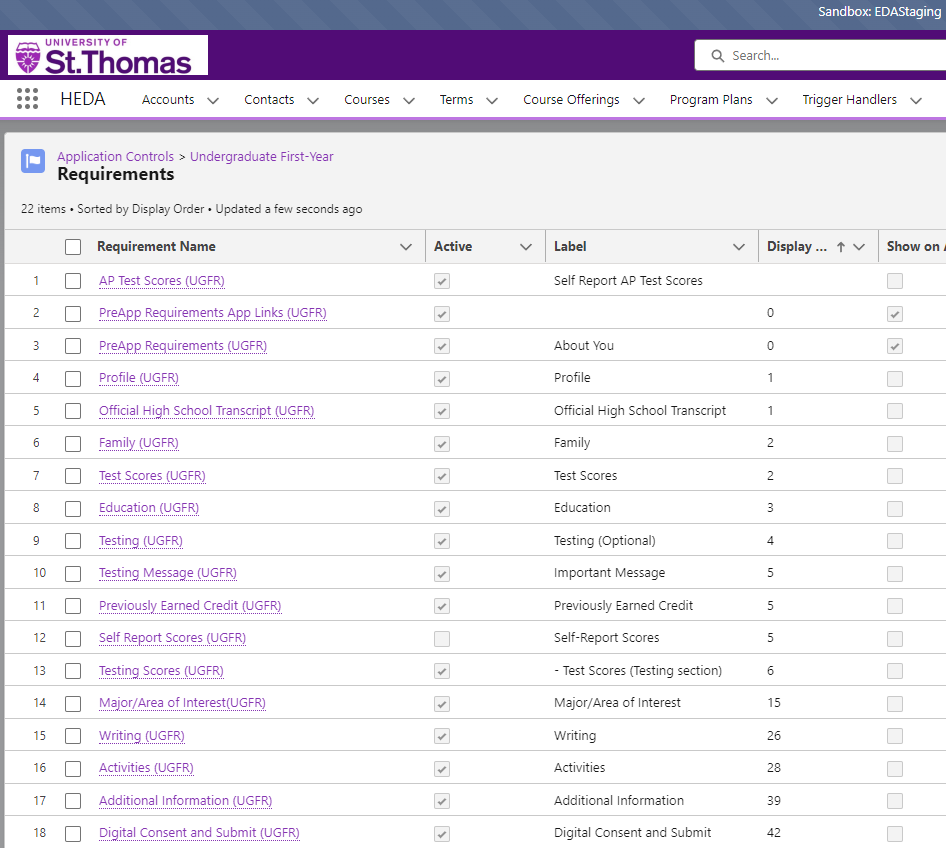 Sandbox: EDAStaging
UNIVERSITY OF
St.Thomas
Search...
HEDA Accounts Contacts Courses Terms Course Offerings Program Plans Trigger Handlers
Application Controls > Undergraduate First-Year
Requirements
22 items • Sorted by Display Order • Updated a few seconds ago
Requirement Name Active Label Display ... Show on
1 AP Test Scores (UGFR) Self Report AP Test Scores
2 PreApp Requirements App Links (UGFR) 0
3 PreApp Requirements (UGFR) About You 0
4 Profile (UGFR) Profile 1
5 Official High School Transcript (UGFR) Official High School Transcript 1
6 Family (UGFR) Family 2
7 Test Scores (UGFR) Test Scores 2
8 Education (UGFR) Education 3
9 Testing (UGFR) Testing (Optional) 4
10 Testing Message (UGFR) Important Message 5
11 Previously Earned Credit (UGFR) Previously Earned Credit 5
12 Self Report Scores (UGFR) Self-Report Scores 5
13 Testing Scores (UGFR) - Test Scores (Testing section) 6
14 Major/Area of Interest(UGFR) Major/Area of Interest 15
15 Writing (UGFR) Writing 26
16 Activities (UGFR) Activities 28
17 Additional Information (UGFR) Additional Information 39
18 Digital Consent and Submit (UGFR) Digital Consent and Submit 42